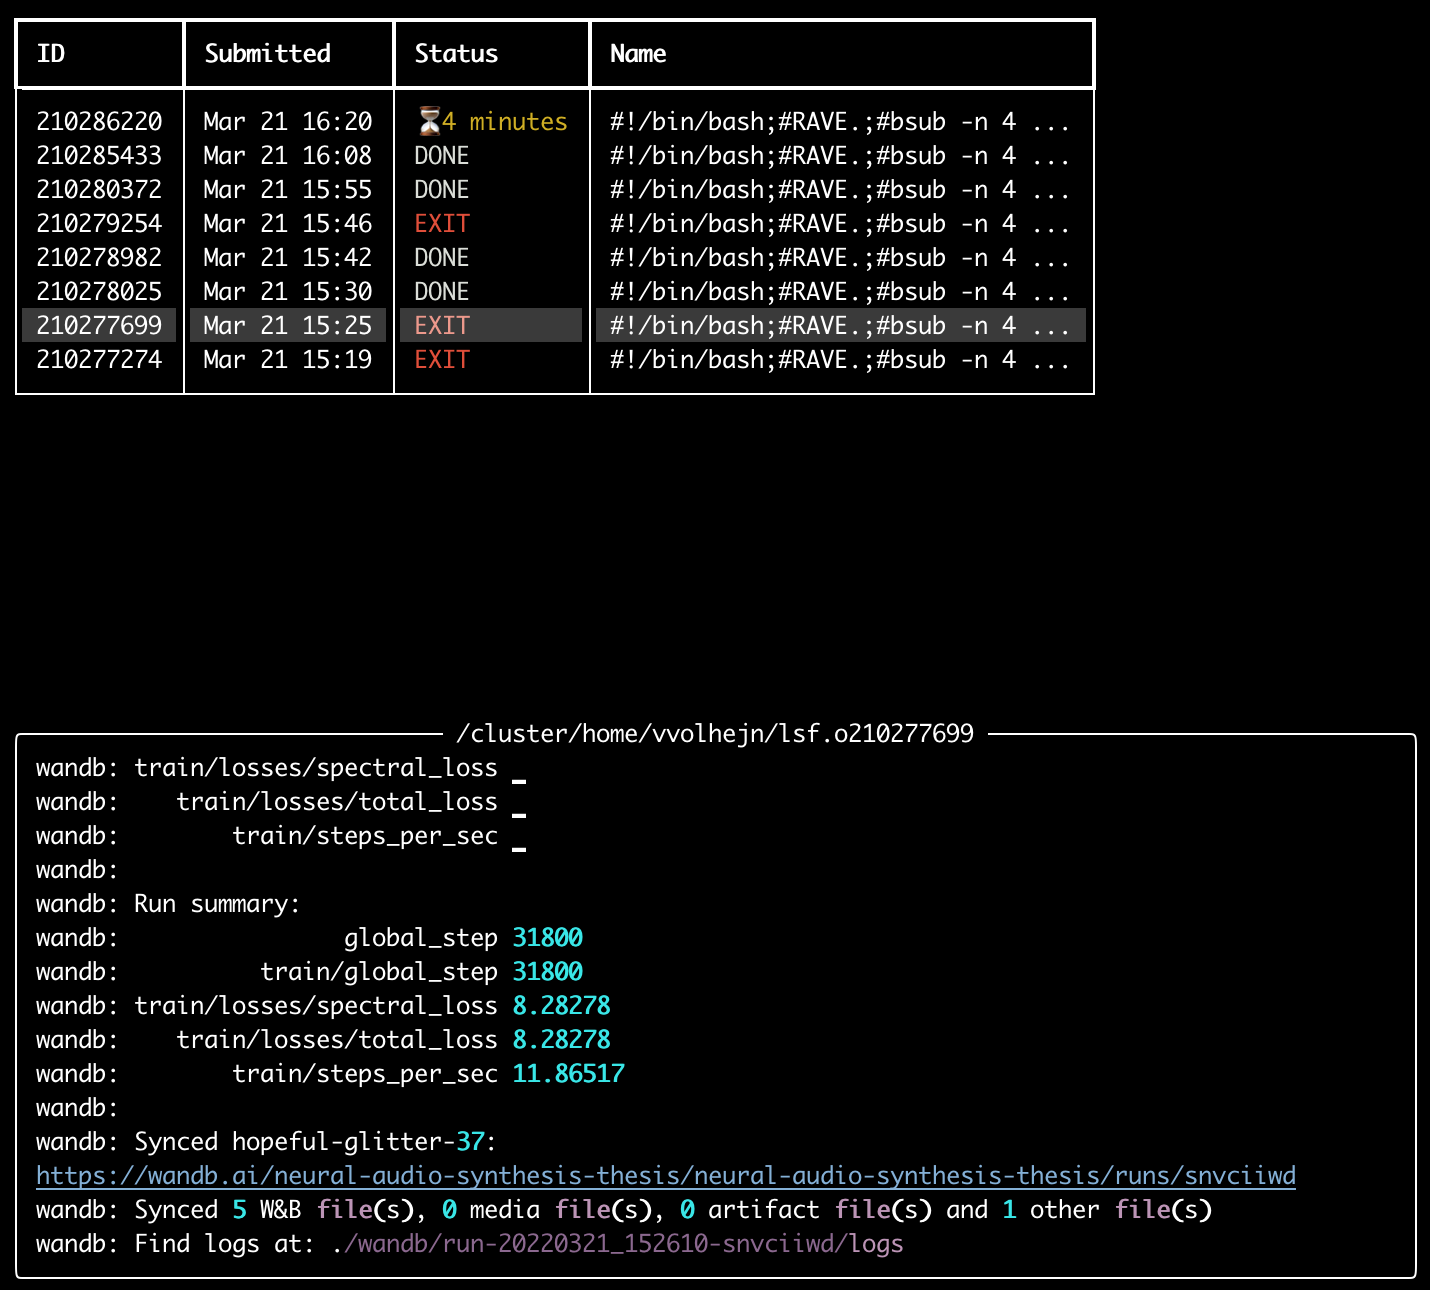 ID Submitted Status Name
210286220 Mar 21 16:20 ⏳4 minutes #!/bin/bash;#RAVE.;#bsub -n 4 ...
210285433 Mar 21 16:08 DONE #!/bin/bash;#RAVE.;#bsub -n 4 ...
210280372 Mar 21 15:55 DONE #!/bin/bash;#RAVE.;#bsub -n 4 ...
210279254 Mar 21 15:46 EXIT #!/bin/bash;#RAVE.;#bsub -n 4 ...
210278982 Mar 21 15:42 DONE #!/bin/bash;#RAVE.;#bsub -n 4 ...
210278025 Mar 21 15:30 DONE #!/bin/bash;#RAVE.;#bsub -n 4 ...
210277699 Mar 21 15:25 EXIT #!/bin/bash;#RAVE.;#bsub -n 4 ...
210277274 Mar 21 15:19 EXIT #!/bin/bash;#RAVE.;#bsub -n 4 ...
/cluster/home/vvolhejn/lsf.o210277699
wandb: train/losses/spectral_loss ▁
wandb: train/losses/total_loss ▁
wandb: train/steps_per_sec ▁
wandb:
wandb: Run summary:
wandb: global_step 31800
wandb: train/global_step 31800
wandb: train/losses/spectral_loss 8.28278
wandb: train/losses/total_loss 8.28278
wandb: train/steps_per_sec 11.86517
wandb:
wandb: Synced hopeful-glitter-37:
https://wandb.ai/neural-audio-synthesis-thesis/neural-audio-synthesis-thesis/runs/snvciiwd
wandb: Synced 5 W&B file(s), 0 media file(s), 0 artifact file(s) and 1 other file(s)
wandb: Find logs at: ./wandb/run-20220321_152610-snvciiwd/logs